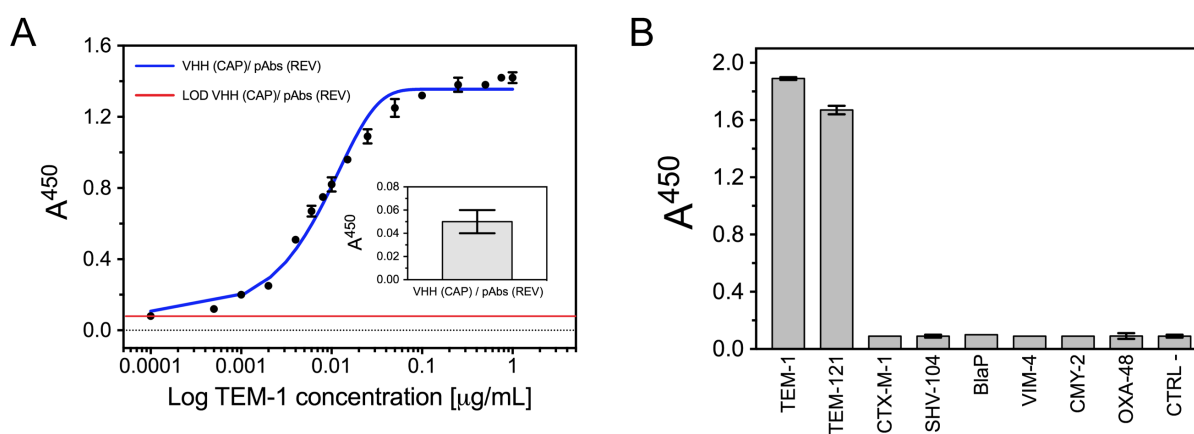 A
1.6
1.2
0.8
0.4
0.0
A450
VHH (CAP)/ pAbs (REV)
LOD VHH (CAP)/ pAbs (REV)
0.08
0.06
0.04
0.02
0.00
A450
VHH (CAP) / pAbs (REV)
0.0001 0.001 0.01 0.1 1
Log TEM-1 concentration [μg/mL]
B
2.0
1.6
1.2
0.8
0.4
0.0
A450
TEM-1
TEM-121
CTX-M-1
SHV-104
BlaP
VIM-4
CMY-2
OXA-48
CTRL -